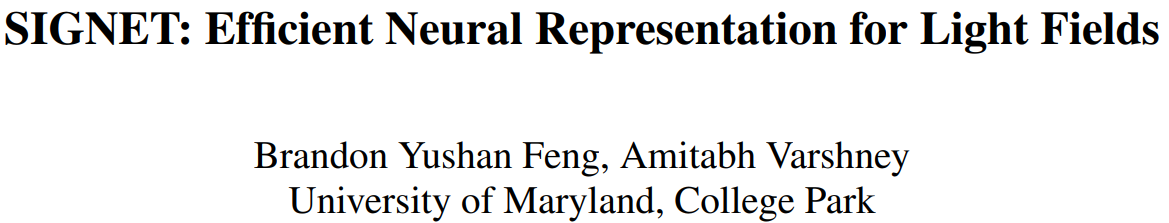 SIGNET: Efficient Neural Representation for Light Fields
Brandon Yushan Feng, Amitabh Varshney
University of Maryland, College Park